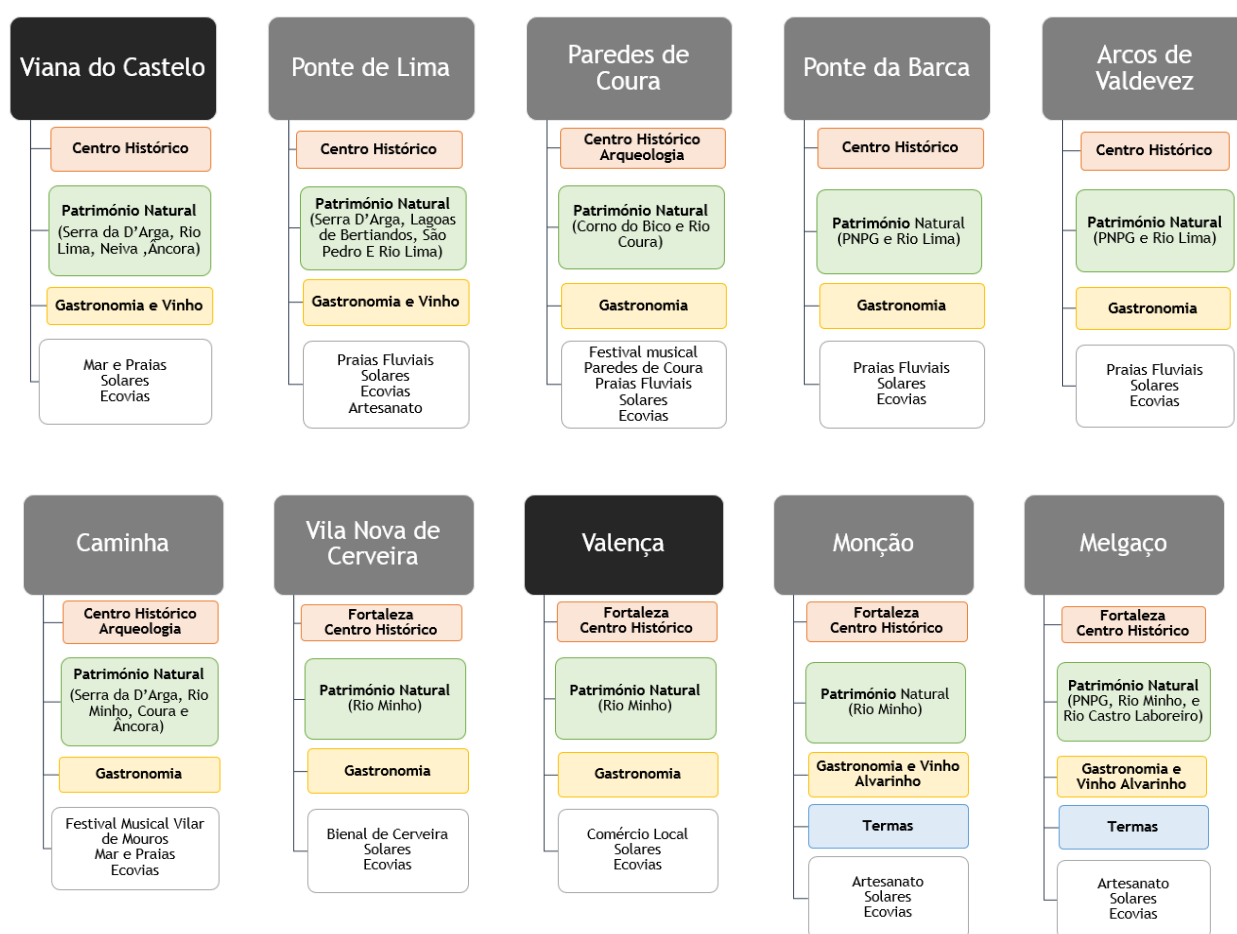 Viana do Castelo
Centro Histórico
Património Natural
(Serra da D’Arga, Rio
Lima, Neiva ,Âncora)
Gastronomia e Vinho
Mar e Praias
Solares
Ecovias
Ponte de Lima
Centro Histórico
Património Natural
(Serra D’Arga, Lagoas
de Bertiandos, São
Pedro E Rio Lima)
Gastronomia e Vinho
Praias Fluviais
Solares
Ecovias
Artesanato
Paredes de
Coura
Centro Histórico
Arqueologia
Património Natural
(Corno do Bico e Rio
Coura)
Gastronomia
Festival musical
Paredes de Coura
Praias Fluviais
Solares
Ecovias
Ponte da Barca
Centro Histórico
Património Natural
(PNPG e Rio Lima)
Gastronomia
Praias Fluviais
Solares
Ecovias
Arcos de
Valdevez
Centro Histórico
Património Natural
(PNPG e Rio Lima)
Gastronomia
Praias Fluviais
Solares
Ecovias
Caminha
Centro Histórico
Arqueologia
Património Natural
(Serra da D’Arga, Rio
Minho, Coura e
Âncora)
Gastronomia
Festival Musical Vilar
de Mouros
Mar e Praias
Ecovias
Vila Nova de
Cerveira
Fortaleza
Centro Histórico
Património Natural
(Rio Minho)
Gastronomia
Bienal de Cerveira
Solares
Ecovias
Valença
Fortaleza
Centro Histórico
Património Natural
(Rio Minho)
Gastronomia
Comércio Local
Solares
Ecovias
Monção
Fortaleza
Centro Histórico
Património Natural
(Rio Minho)
Gastronomia e Vinho
Alvarinho
Termas
Artesanato
Solares
Ecovias
Melgaço
Fortaleza
Centro Histórico
Património Natural
(PNPG, Rio Minho, e
Rio Castro Laboreiro)
Gastronomia e
Vinho Alvarinho
Termas
Artesanato
Solares
Ecovias